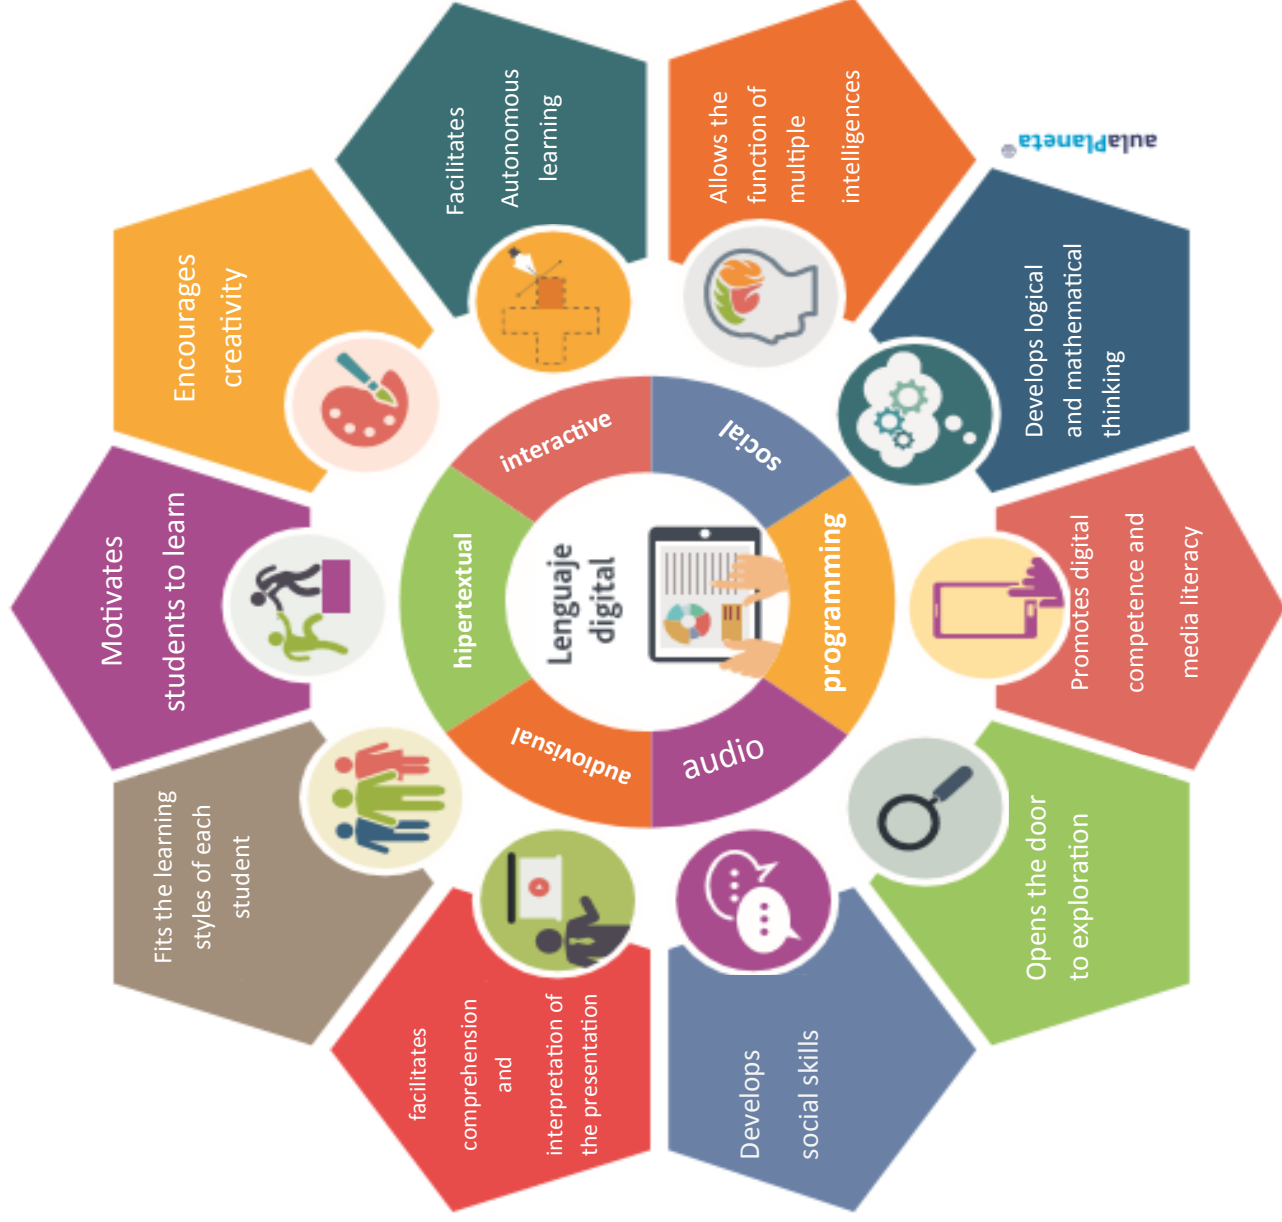 Motivates
students to learn
Encourages
creativity
Facilitates
Autonomous
learning
Allows the
function of
multiple
intelligences
Develops logical
and mathematical
thinking
Promotes digital
competence and
media literacy
Opens the door
to exploration
Develops
social skills
facilitates
comprehension
and
interpretation of
the presentation
Fits the learning
styles of each
student
hipertextual
interactive
social
programming
audio
audiovisual
Lenguaje
digital
aulaPlaneta